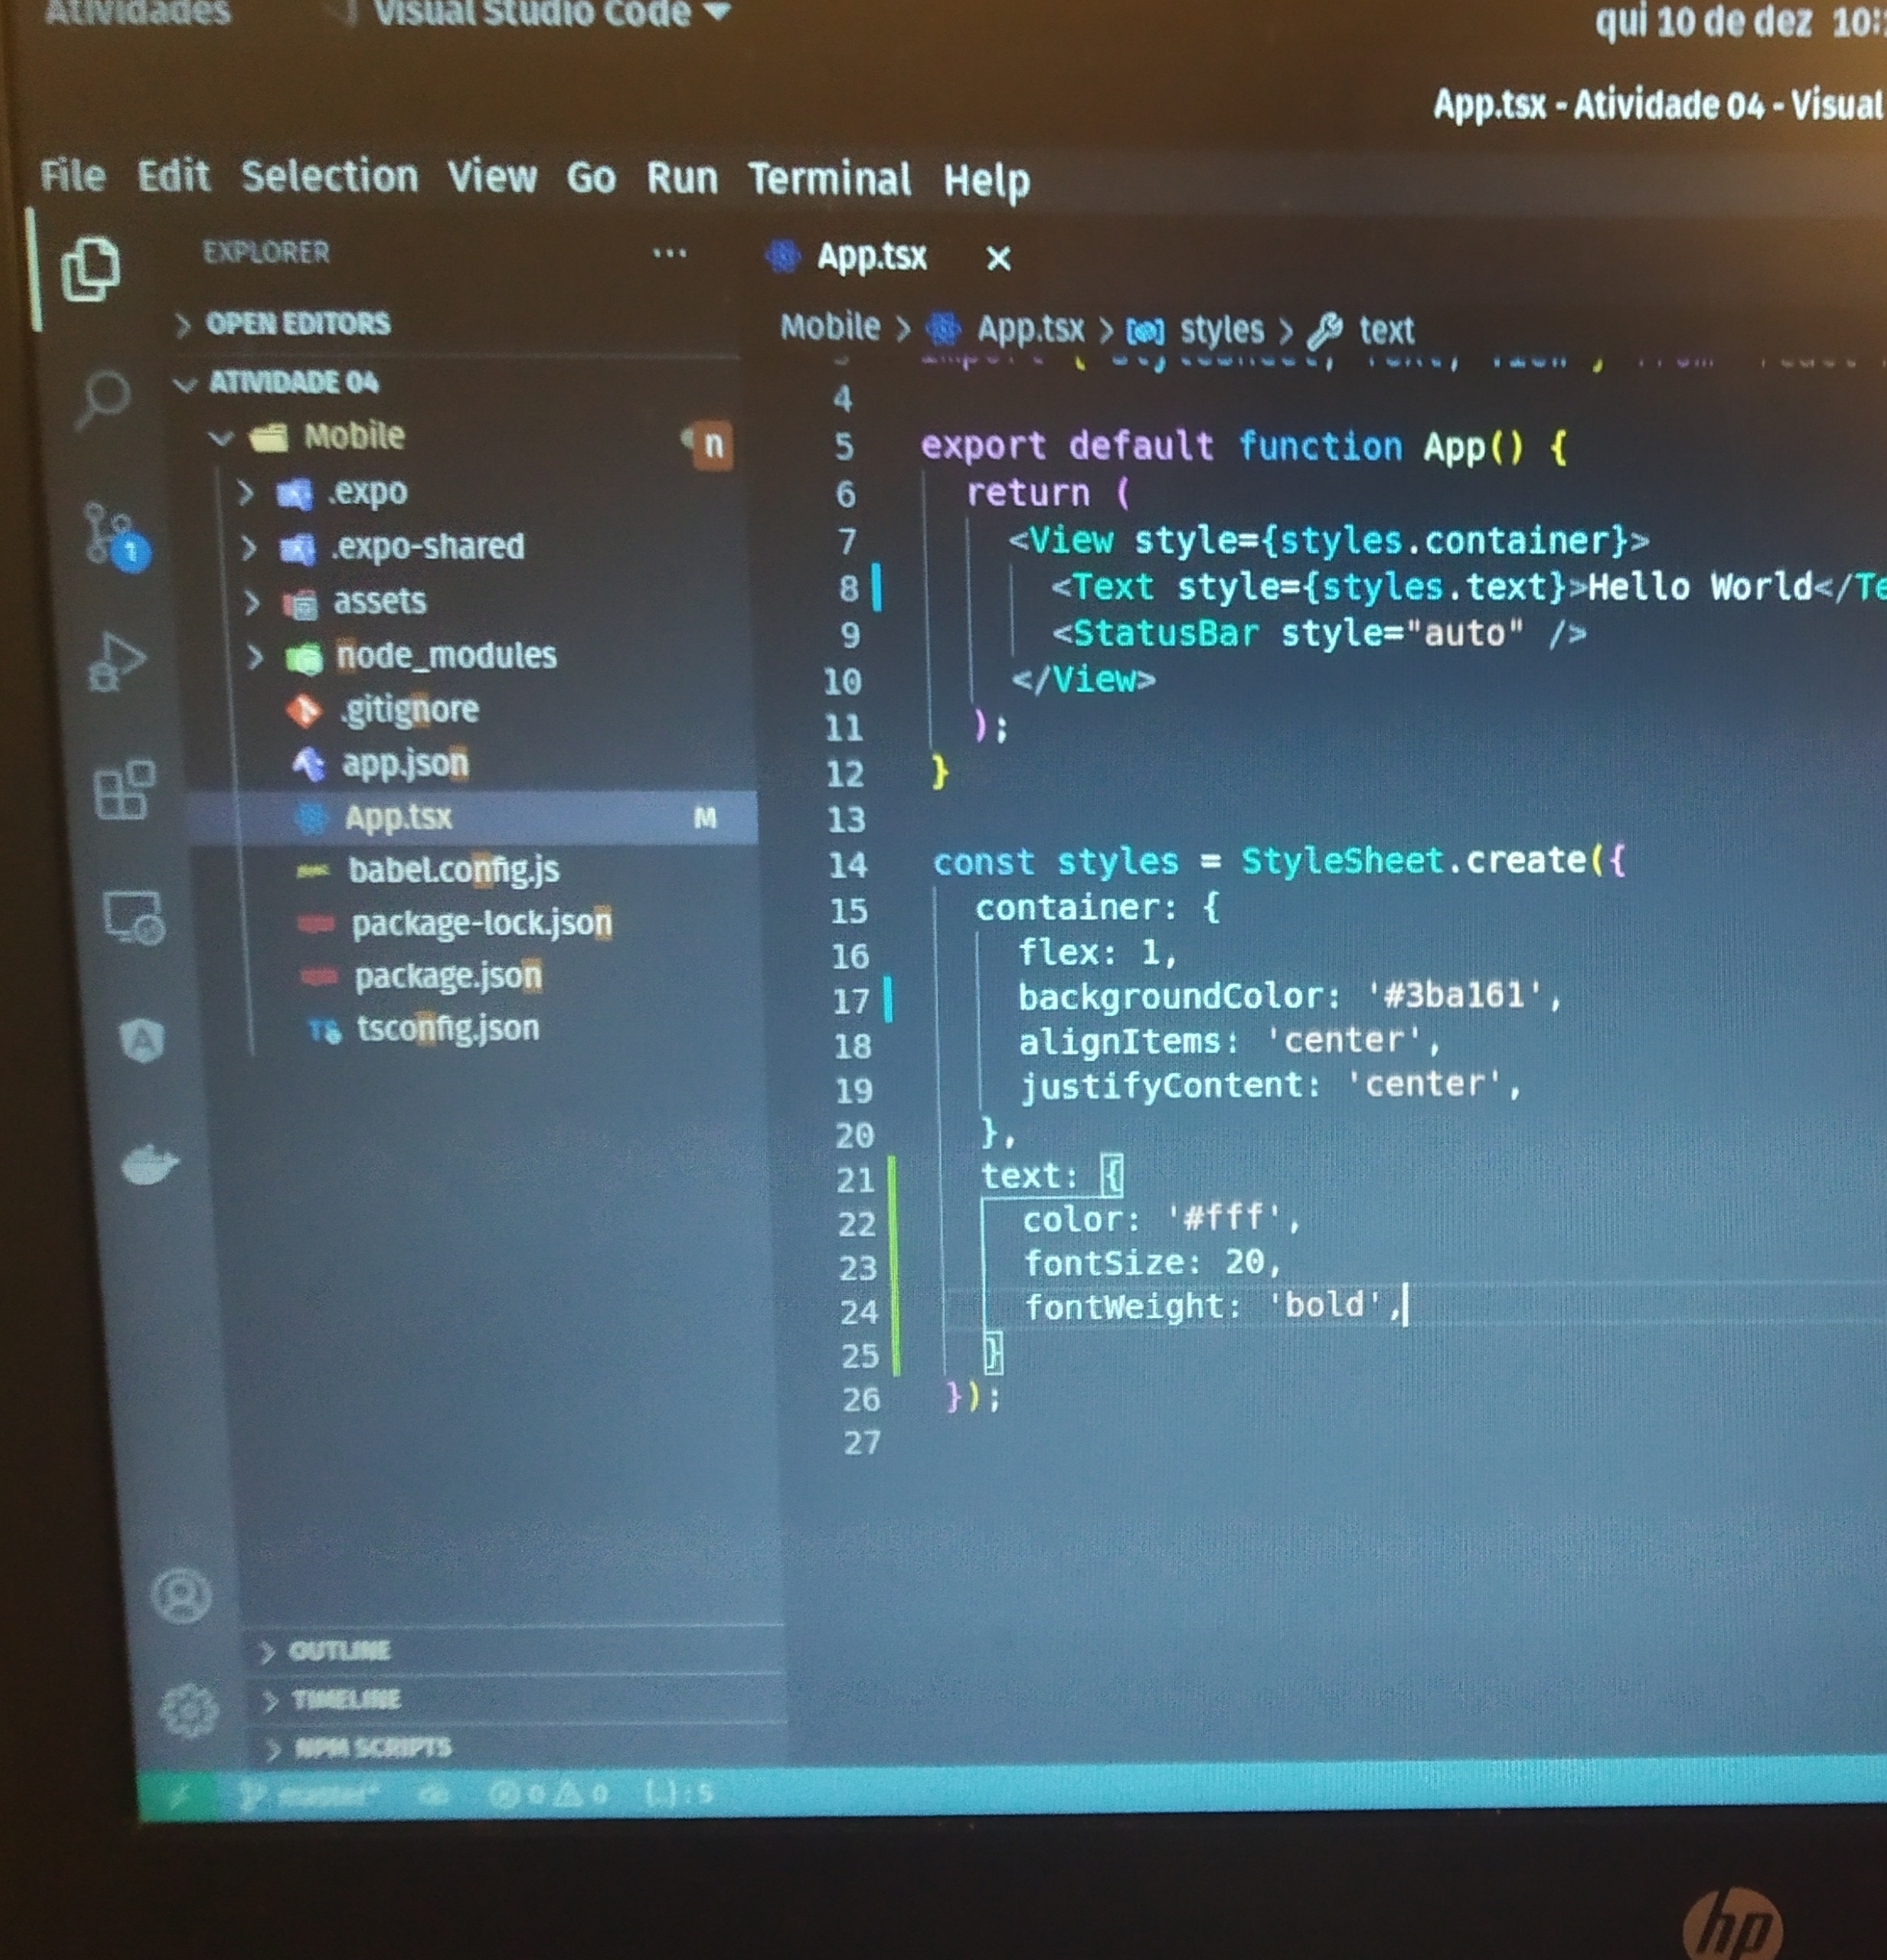 Atividades Visual Studio Code qui 10 de dez 10:
App.tsx - Atividade 04 - Visual
File Edit Selection View Go Run Terminal Help
EXPLORER ...
OPEN EDITORS
ATIVIDADE 04
Mobile n
.expo
.expo-shared
assets
node_modules
.gitignore
app.json
App.tsx M
babel.config.js
package-lock.json
package.json
TS tsconfig.json
OUTLINE
TIMELINE
NPM SCRIPTS
1
App.tsx ×
Mobile > App.tsx > styles > text
4
5 export default function App() {
6 return (
7 <View style={styles.container}>
8 <Text style={styles.text}>Hello World</Te
9 <StatusBar style="auto" />
10 </View>
11 );
12 }
13
14 const styles = StyleSheet.create({
15 container: {
16 flex: 1,
17 backgroundColor: '#3ba161',
18 alignItems: 'center',
19 justifyContent: 'center',
20 },
21 text: {
22 color: '#fff',
23 fontSize: 20,
24 fontWeight: 'bold',
25 }
26 });
27
master* 0 0 {..}: 5
hp